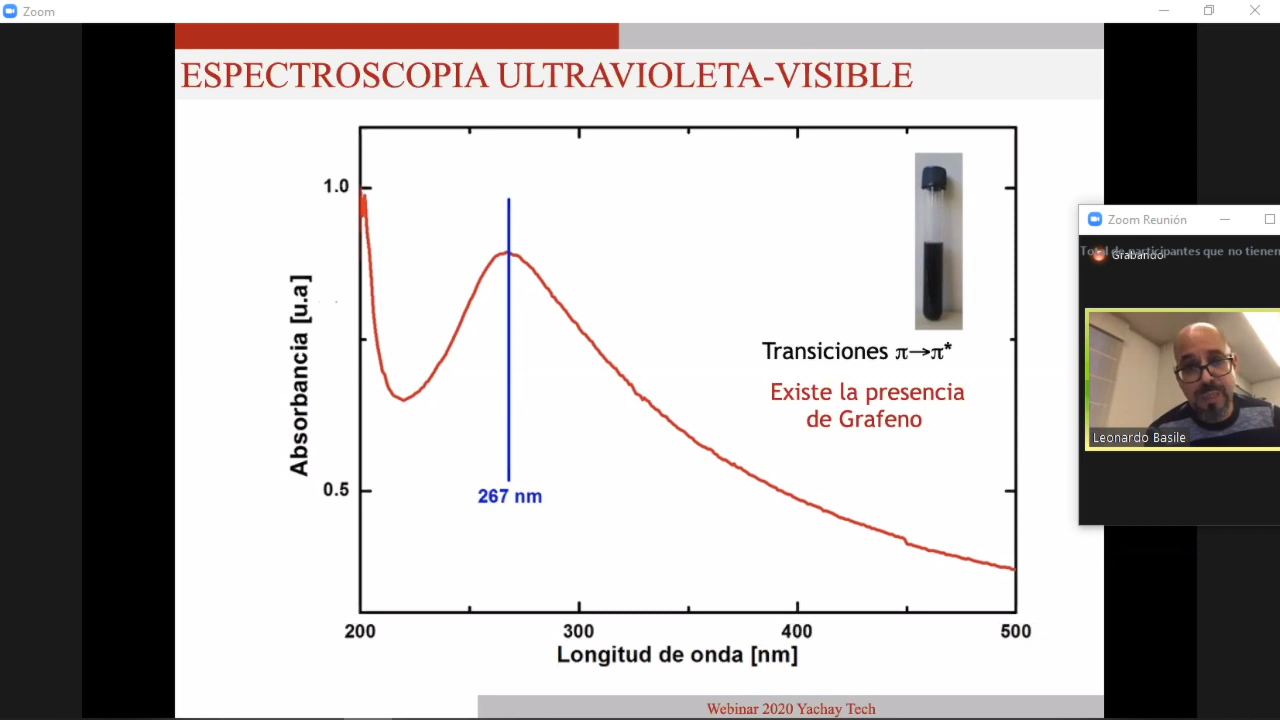 Zoom
ESPECTROSCOPIA ULTRAVIOLETA-VISIBLE
1.0
0.5
Absorbancia [u.a]
267 nm
Transiciones π→π*
Existe la presencia
de Grafeno
200 300 400 500
Longitud de onda [nm]
Webinar 2020 Yachay Tech
Zoom Reunión
Total de participantes que no tienen
Grabando
Leonardo Basile